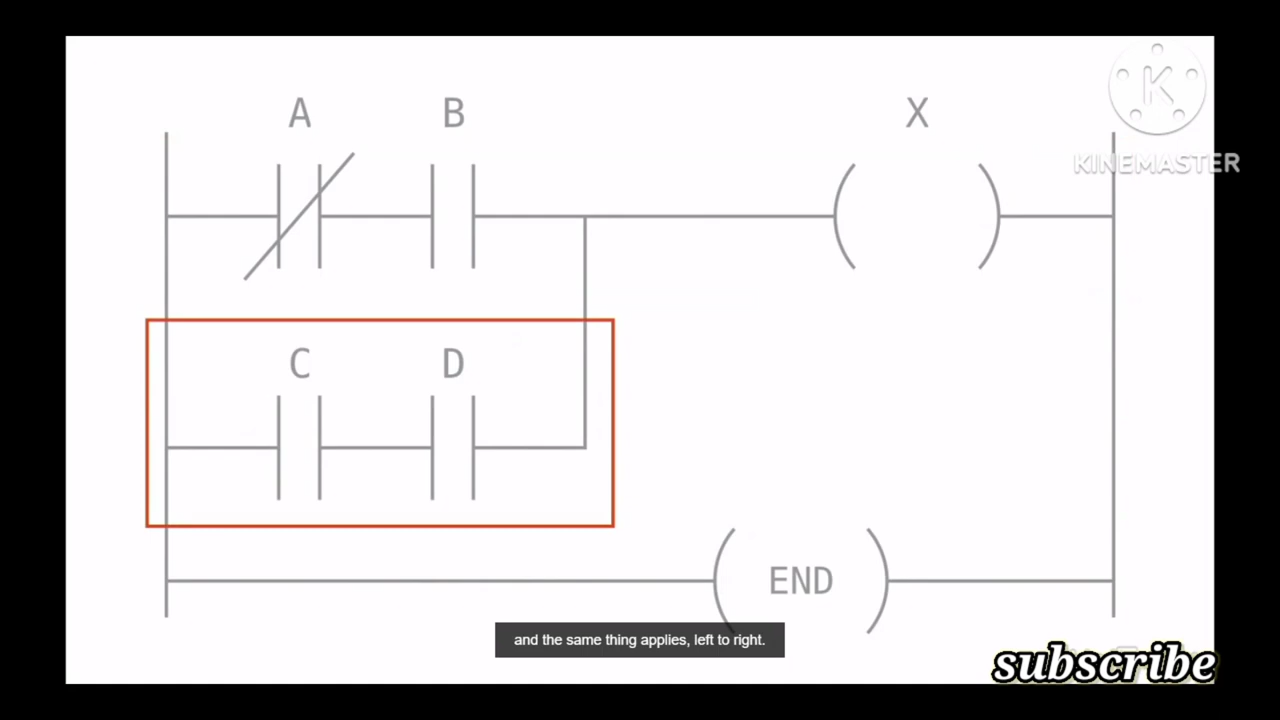 A B X
KINEMASTER
C D
END
and the same thing applies, left to right.
subscribe